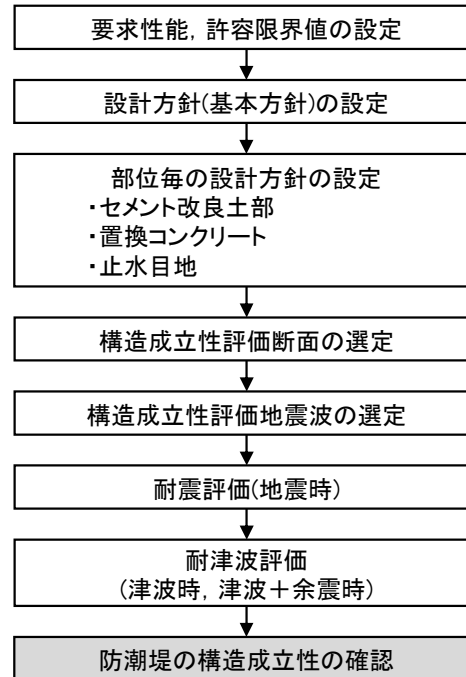 要求性能，許容限界値の設定
設計方針(基本方針)の設定
部位毎の設計方針の設定
・セメント改良土部
・置換コンクリート
・止水目地
構造成立性評価断面の選定
構造成立性評価地震波の選定
耐震評価(地震時)
耐津波評価
(津波時，津波＋余震時)
防潮堤の構造成立性の確認